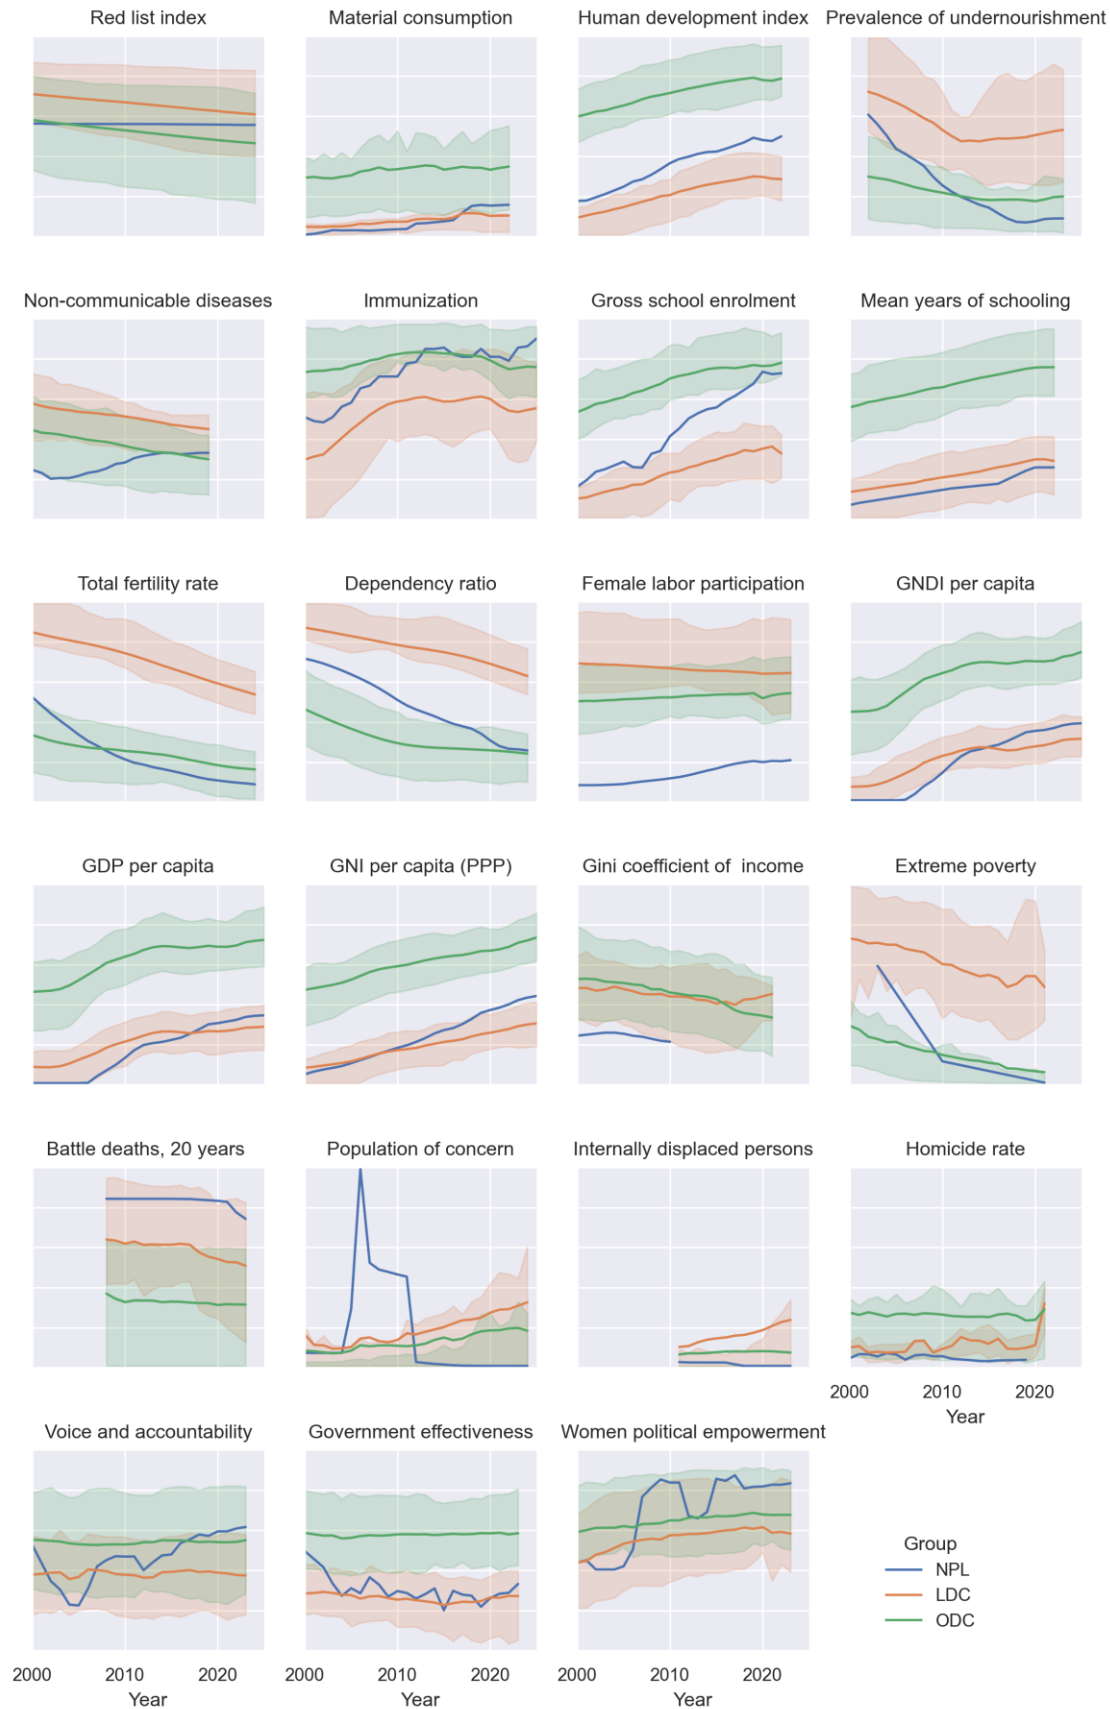 Red list index
Material consumption
Human development index
Prevalence of undernourishment
Non-communicable diseases
Immunization
Gross school enrolment
Mean years of schooling
Total fertility rate
Dependency ratio
Female labor participation
GNDI per capita
GDP per capita
GNI per capita (PPP)
Gini coefficient of  income
Extreme poverty
Battle deaths, 20 years
Population of concern
Internally displaced persons
Homicide rate
2000 2010 2020
Year
Voice and accountability
Government effectiveness
Women political empowerment
Group
NPL
LDC
ODC
2000 2010 2020
Year
2000 2010 2020
Year
2000 2010 2020
Year